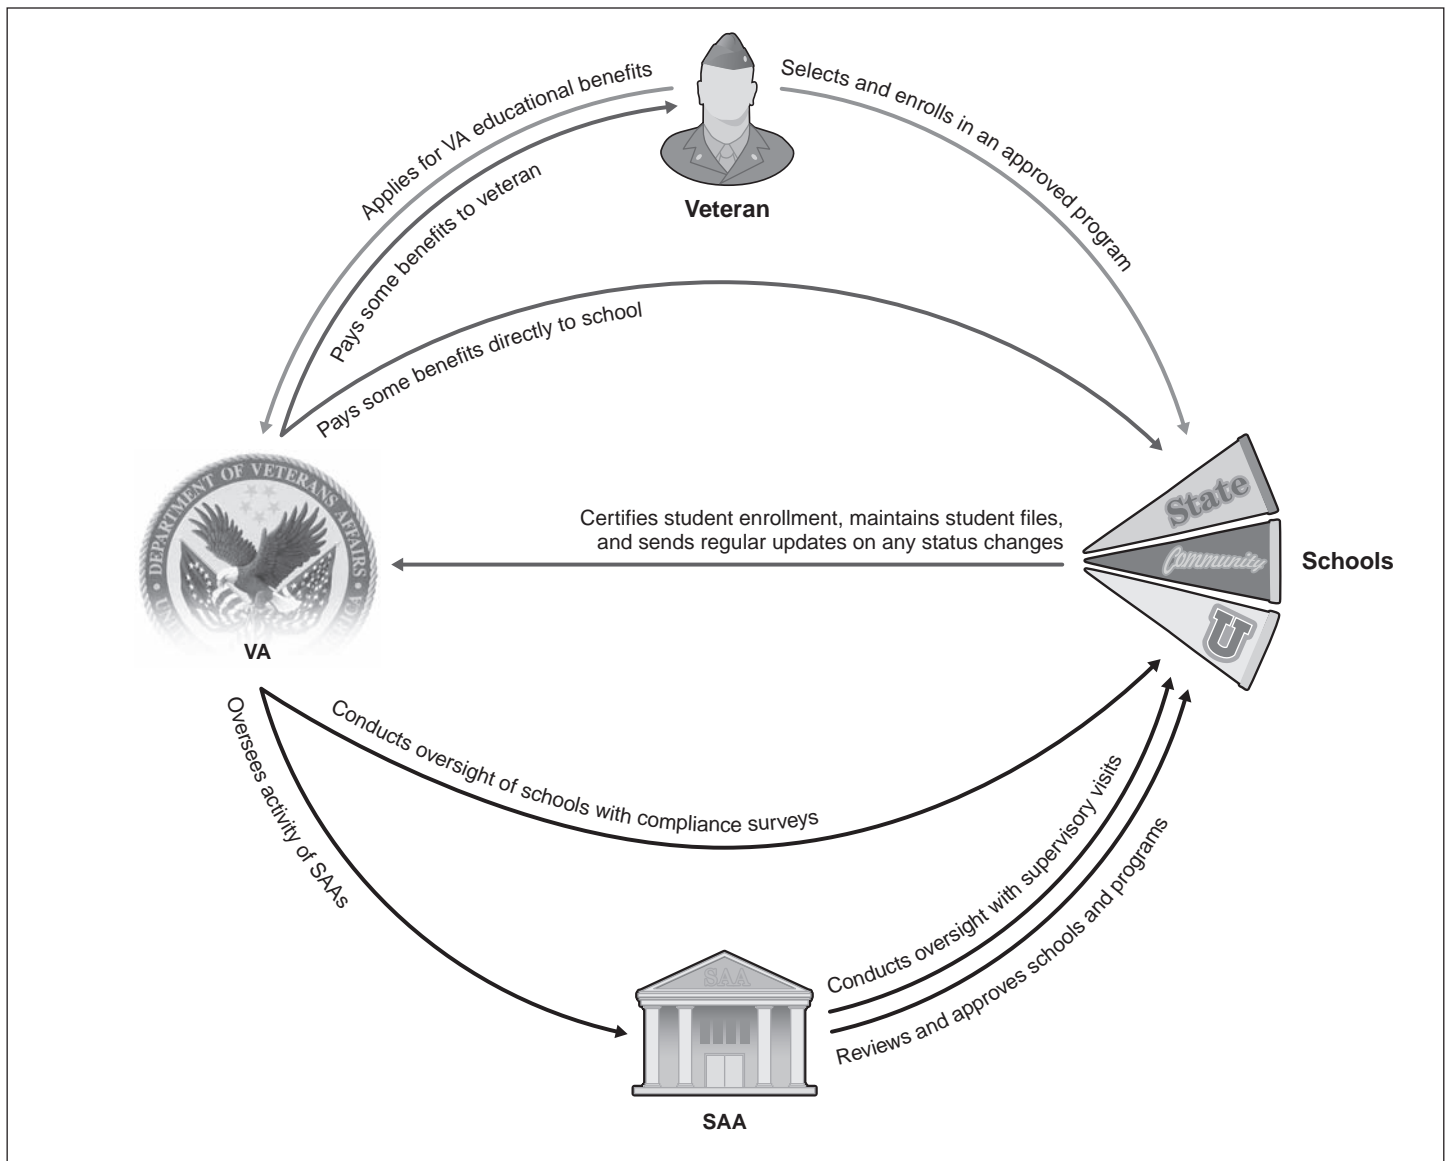 Applies for VA educational benefits
Selects and enrolls in an approved program
Pays some benefits to veteran
Veteran
Pays some benefits directly to school
DEPARTMENT OF VETERANS AFFAIRS
VA
Certifies student enrollment, maintains student files,
and sends regular updates on any status changes
State
Community
U
Schools
Oversees activity of SAAs
Conducts oversight of schools with compliance surveys
Conducts oversight with supervisory visits
Reviews and approves schools and programs
SAA
SAA